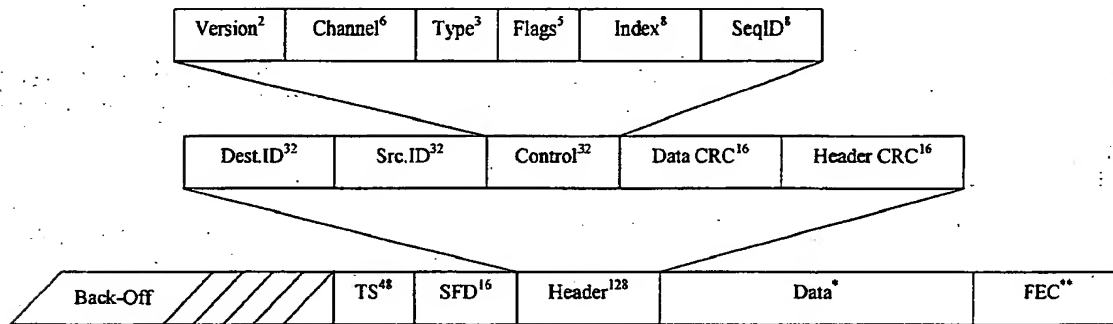 Version² Channel⁶ Type³ Flags⁵ Index⁸ SeqID⁸
Dest.ID³² Src.ID³² Control³² Data CRC¹⁶ Header CRC¹⁶
Back-Off TS⁴⁸ SFD¹⁶ Header¹²⁸ Data* FEC**